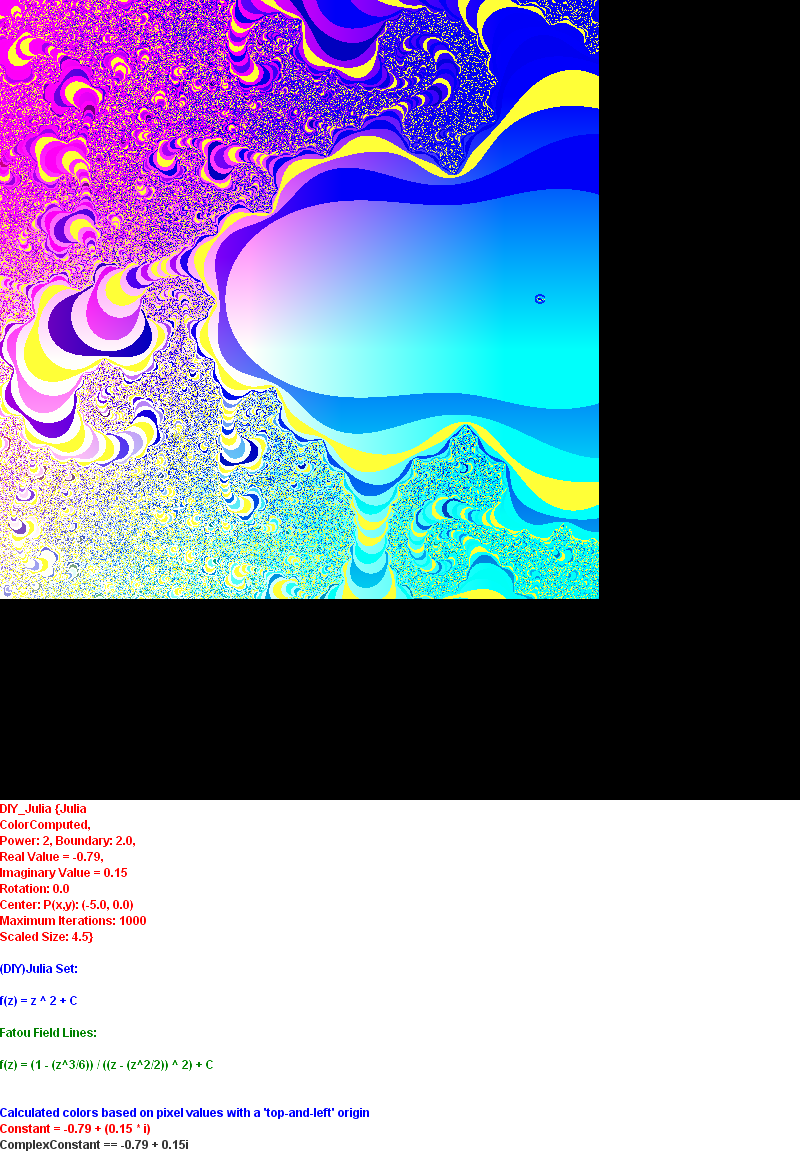 DIY_Julia {Julia
ColorComputed,
Power: 2, Boundary: 2.0,
Real Value = -0.79,
Imaginary Value = 0.15
Rotation: 0.0
Center: P(x,y): (-5.0, 0.0)
Maximum Iterations: 1000
Scaled Size: 4.5}
(DIY)Julia Set:
f(z) = z ^ 2 + C
Fatou Field Lines:
f(z) = (1 - (z^3/6)) / ((z - (z^2/2)) ^ 2) + C
Calculated colors based on pixel values with a 'top-and-left' origin
Constant = -0.79 + (0.15 * i)
ComplexConstant == -0.79 + 0.15i